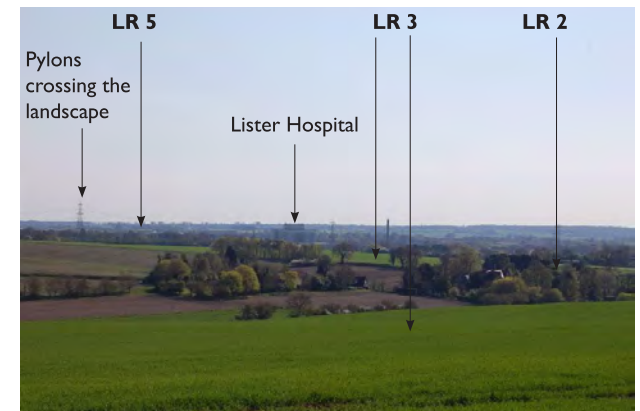 LR 5
LR 3
LR 2
Pylons
crossing the
landscape
Lister Hospital